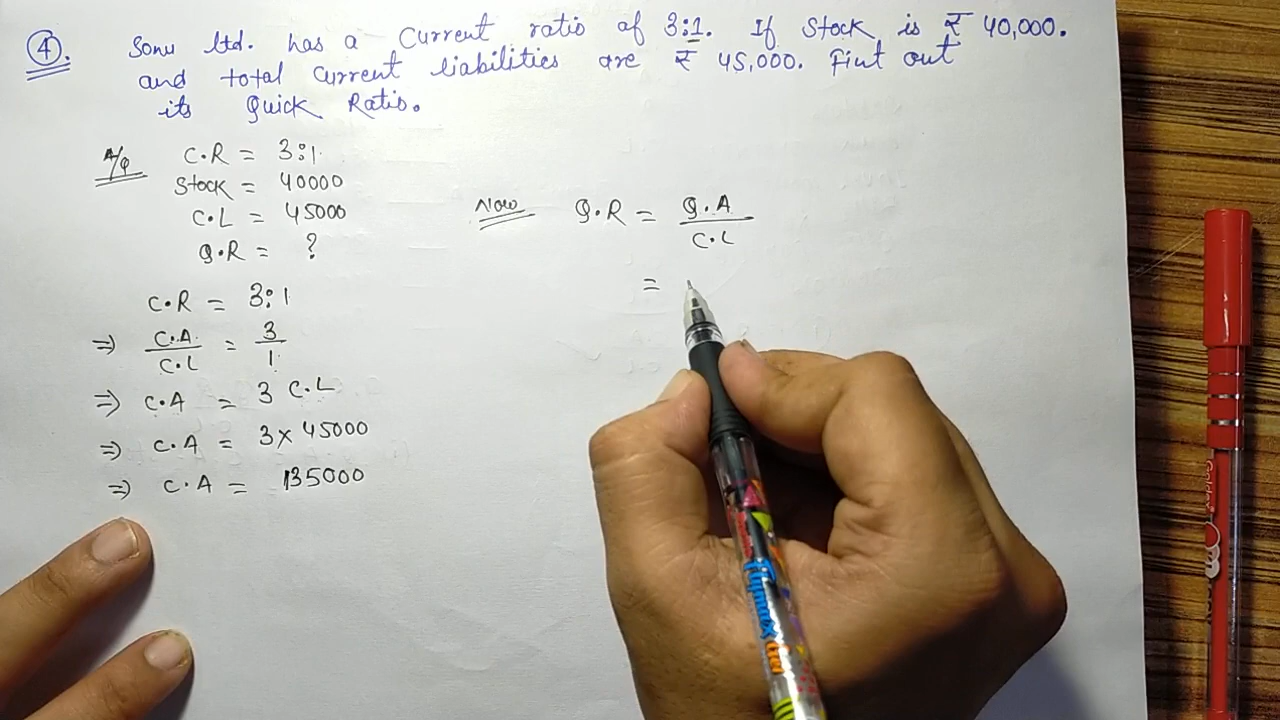 ④. Sonu ltd. has a Current ratio of 3:1. If Stock is ₹ 40,000.
and total current liabilities are ₹ 45,000. Fint out
its Quick Ratio.
A/Q C.R = 3:1.
Stock = 40000
C.L = 45000
Q.R = ?
C.R = 3:1
⇒ C.A. / C.L = 3 / 1.
⇒ C.A = 3 C.L
⇒ C.A = 3 × 45000
⇒ C.A = 135000
Now Q.R = Q.A / C.L
=